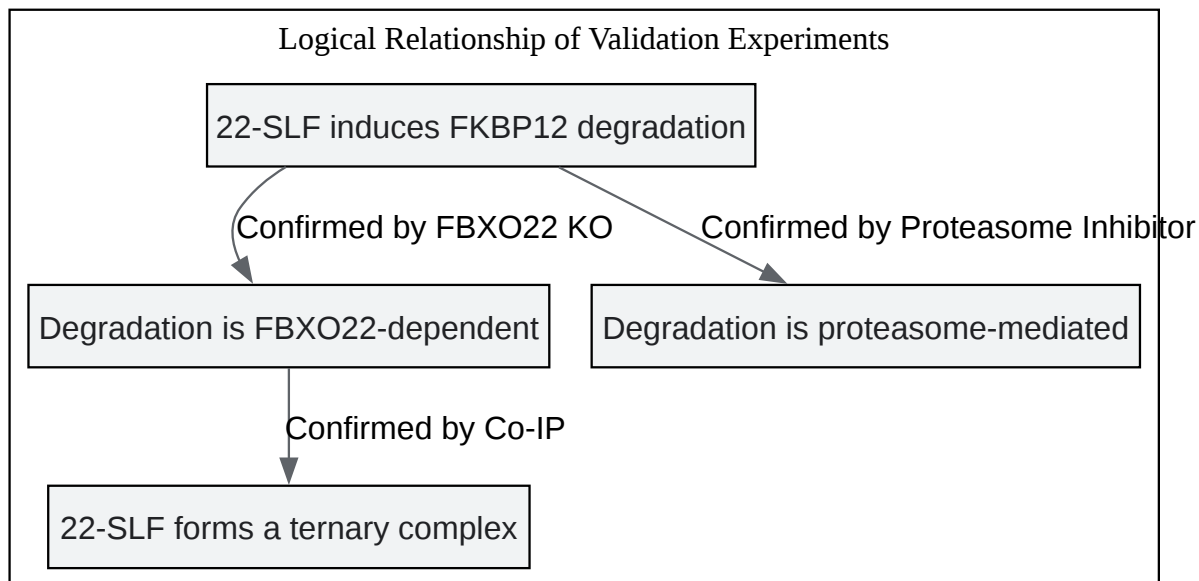 Logical Relationship of Validation Experiments
22-SLF induces FKBP12 degradation
Confirmed by FBXO22 KO
Confirmed by Proteasome Inhibitor
Degradation is FBXO22-dependent
Degradation is proteasome-mediated
Confirmed by Co-IP
22-SLF forms a ternary complex